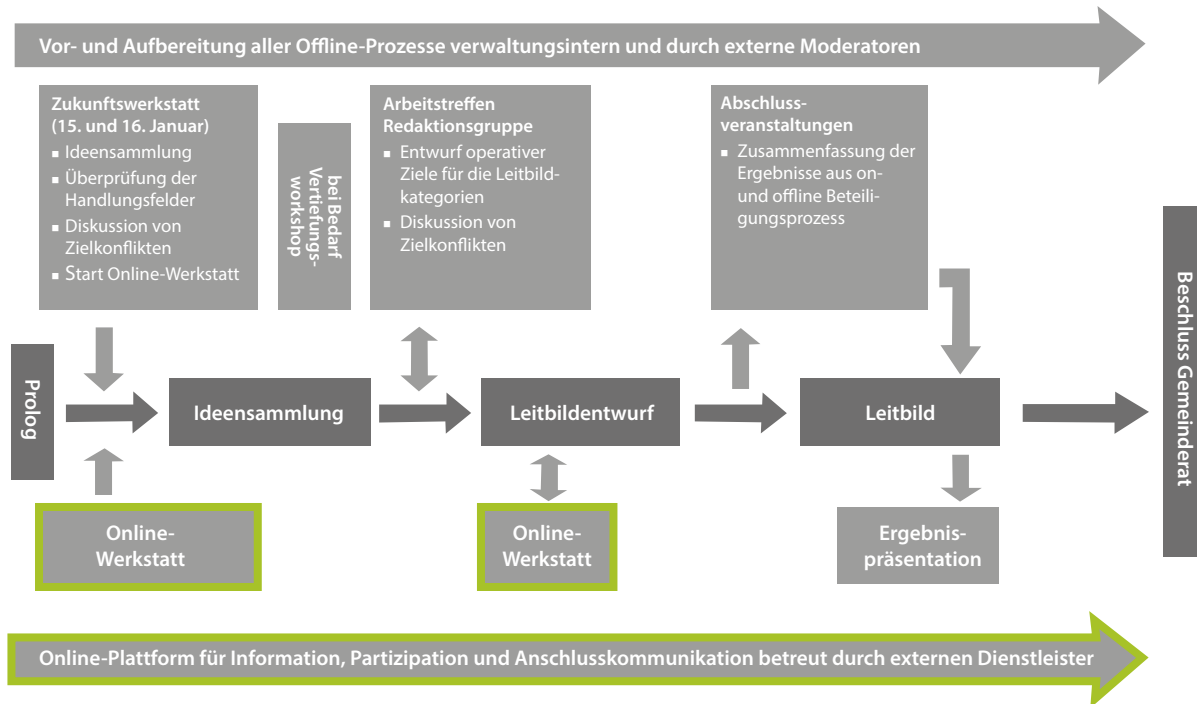 Vor- und Aufbereitung aller Offline-Prozesse verwaltungsintern und durch externe Moderatoren
Zukunftswerkstatt
(15. und 16. Januar)
▪ Ideensammlung
▪ Überprüfung der
Handlungsfelder
▪ Diskussion von
Zielkonflikten
▪ Start Online-Werkstatt
bei Bedarf
Vertiefungs-
workshop
Arbeitstreffen
Redaktionsgruppe
▪ Entwurf operativer
Ziele für die Leitbild-
kategorien
▪ Diskussion von
Zielkonflikten
Abschluss-
veranstaltungen
▪ Zusammenfassung der
Ergebnisse aus on-
und offline Beteili-
gungsprozess
Prolog
Ideensammlung
Leitbildentwurf
Leitbild
Beschluss Gemeinderat
Online-
Werkstatt
Online-
Werkstatt
Ergebnis-
präsentation
Online-Plattform für Information, Partizipation und Anschlusskommunikation betreut durch externen Dienstleister